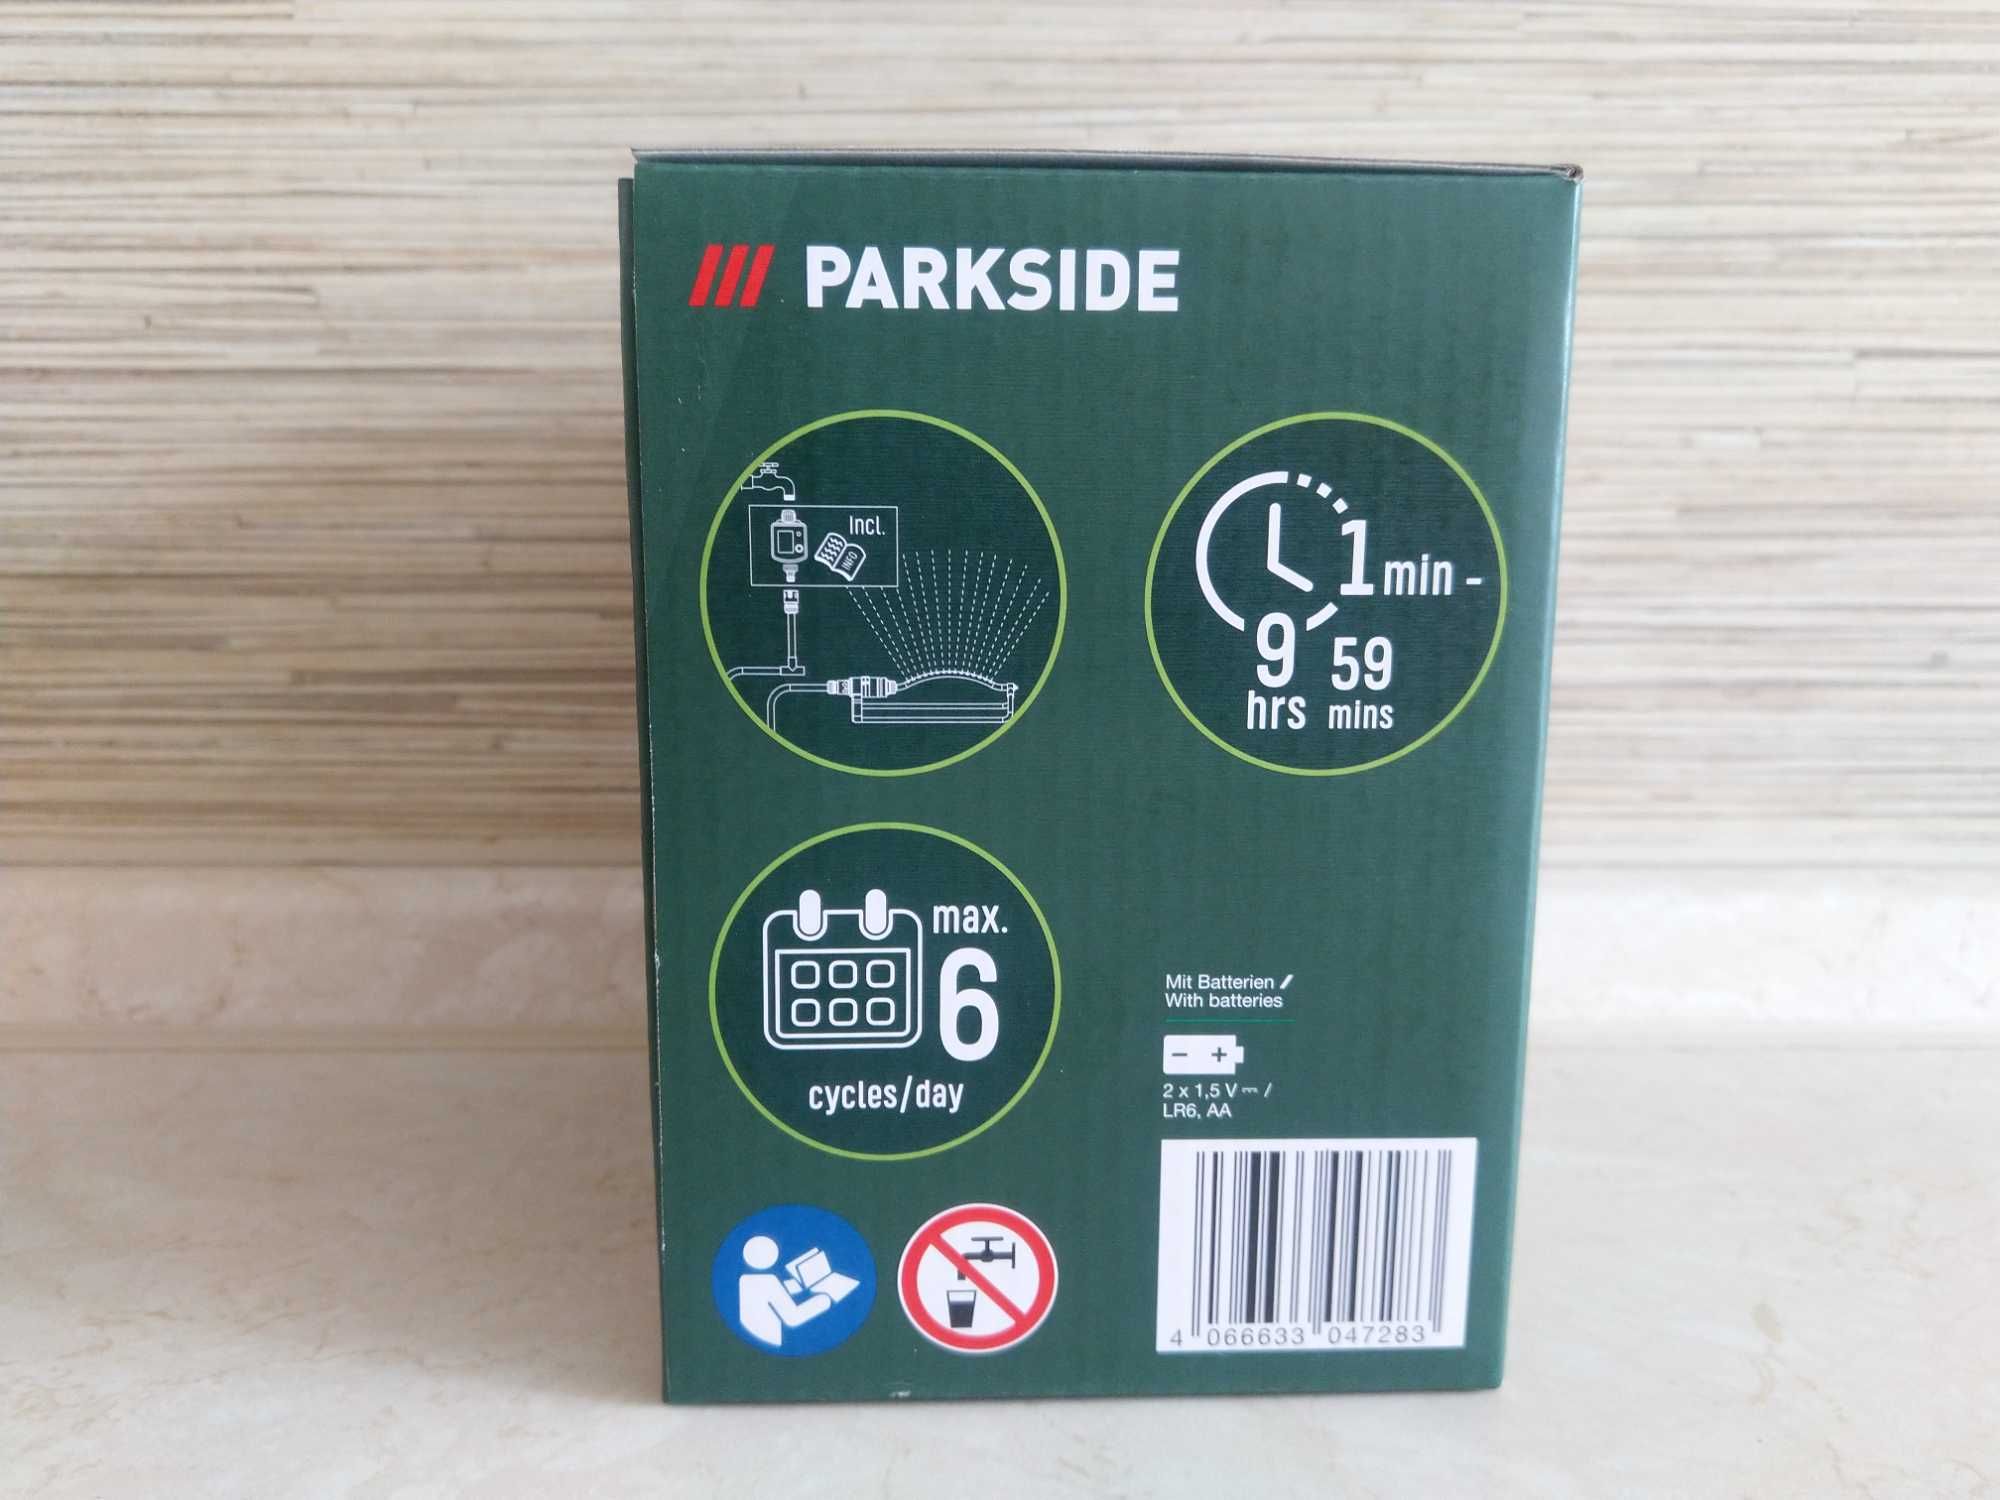 PARKSIDE
Incl.
INFO
1 min -
9 59
hrs mins
max.
6
cycles/day
Mit Batterien /
With batteries
- +
2 x 1,5 V ⎓ /
LR6, AA
4 066633 047283